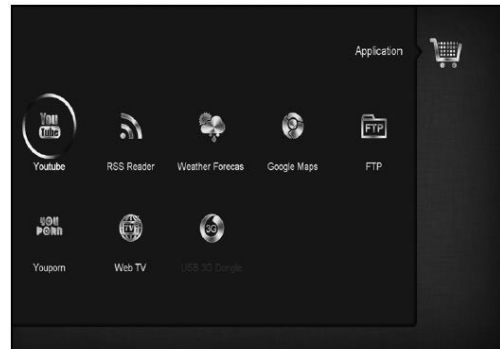 Application
You
Tube
Youtube
RSS Reader
Weather Forecas
Google Maps
FTP
FTP
YOU
PORN
Youporn
TV
Web TV
3G
USB 3G Dongle